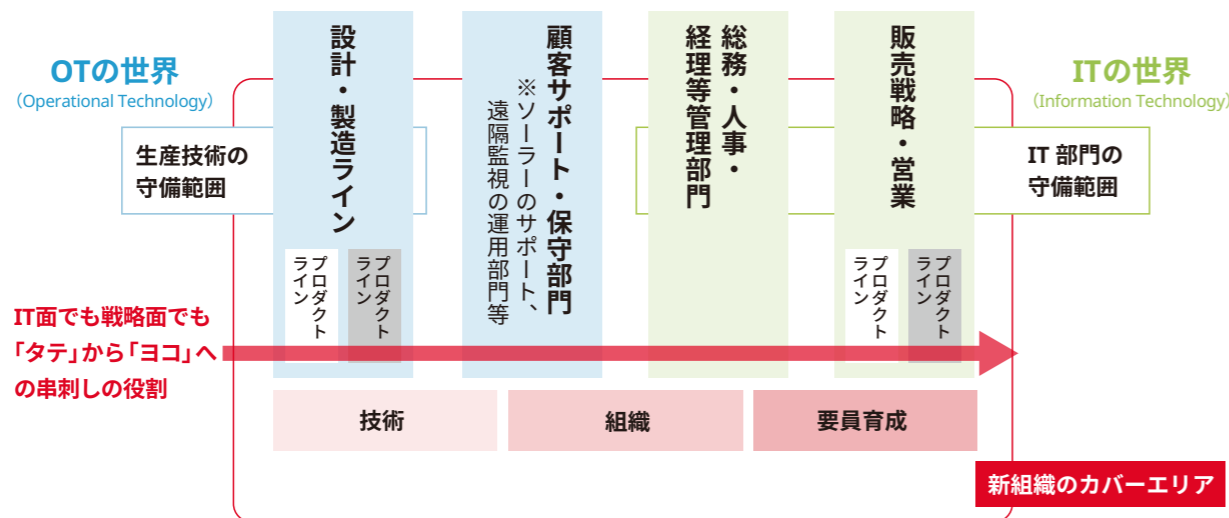 OTの世界
(Operational Technology)
生産技術の
守備範囲
設計・製造ライン
プロダクト
ライン
プロダクト
ライン
顧客サポート・保守部門
※ソーラーのサポート、
遠隔監視の運用部門等
総務・人事・
経理等管理部門
販売戦略・営業
プロダクト
ライン
プロダクト
ライン
ITの世界
(Information Technology)
IT 部門の
守備範囲
IT面でも戦略面でも
「タテ」から「ヨコ」へ
の串刺しの役割
技術
組織
要員育成
新組織のカバーエリア